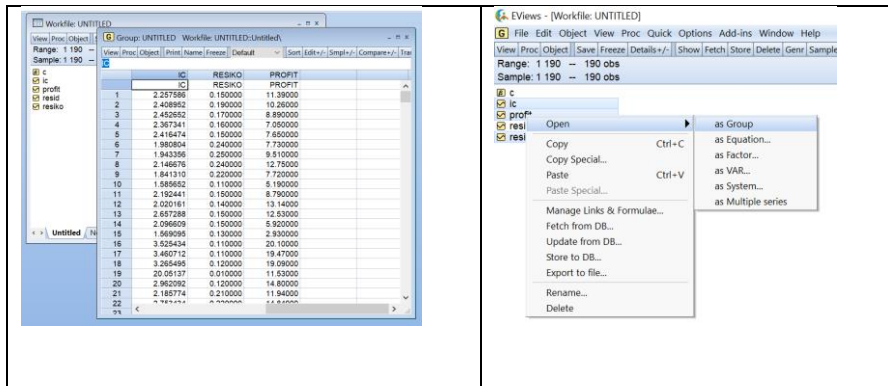 Workfile: UNTITLED
View Proc Object
Range: 1 190 --
Sample: 1 190 --
c
ic
profit
resid
resiko
Untitled
G Group: UNTITLED Workfile: UNTITLED::Untitled\
View Proc Object Print Name Freeze Default Sort Edit+/- Smpl+/- Compare+/- Tra
IC
IC RESIKO PROFIT
IC RESIKO PROFIT
1 2.257586 0.150000 11.39000
2 2.408952 0.190000 10.26000
3 2.452652 0.170000 8.890000
4 2.367341 0.160000 7.050000
5 2.416474 0.150000 7.650000
6 1.980804 0.240000 7.730000
7 1.943356 0.250000 9.510000
8 2.146676 0.240000 12.75000
9 1.841310 0.220000 7.720000
10 1.585652 0.110000 5.190000
11 2.192441 0.150000 8.790000
12 2.020161 0.140000 13.14000
13 2.657288 0.150000 12.53000
14 2.096609 0.150000 5.920000
15 1.569095 0.130000 2.930000
16 3.525434 0.110000 20.10000
17 3.460712 0.110000 19.47000
18 3.265495 0.120000 19.09000
19 20.05137 0.010000 11.53000
20 2.962092 0.120000 14.80000
21 2.185774 0.210000 11.94000
22
23
EViews - [Workfile: UNTITLED]
G File Edit Object View Proc Quick Options Add-ins Window Help
View Proc Object Save Freeze Details+/- Show Fetch Store Delete Genr Sample
Range: 1 190 -- 190 obs
Sample: 1 190 -- 190 obs
c
ic
profit
resi
resi
Open
Copy Ctrl+C
Copy Special...
Paste Ctrl+V
Paste Special...
Manage Links & Formulae...
Fetch from DB...
Update from DB...
Store to DB...
Export to file...
Rename...
Delete
as Group
as Equation...
as Factor...
as VAR...
as System...
as Multiple series